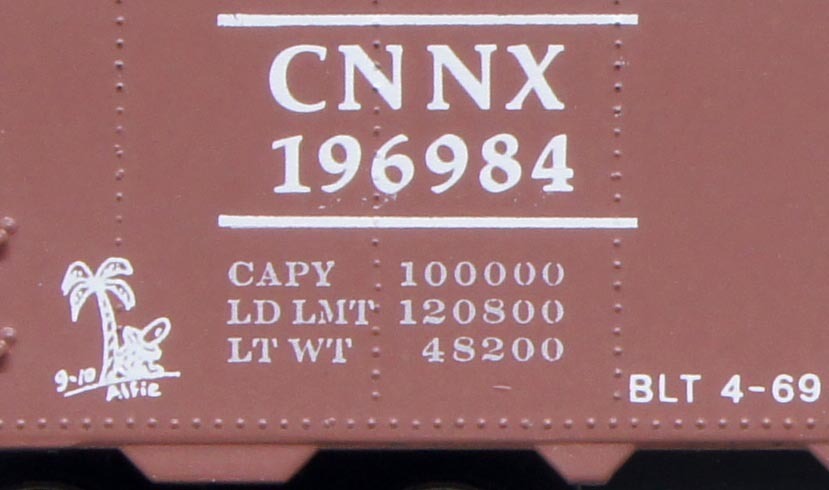 CNNX
196984
CAPY 100000
LD LMT 120800
LT WT 48200
BLT 4-69
9-10
Alfie